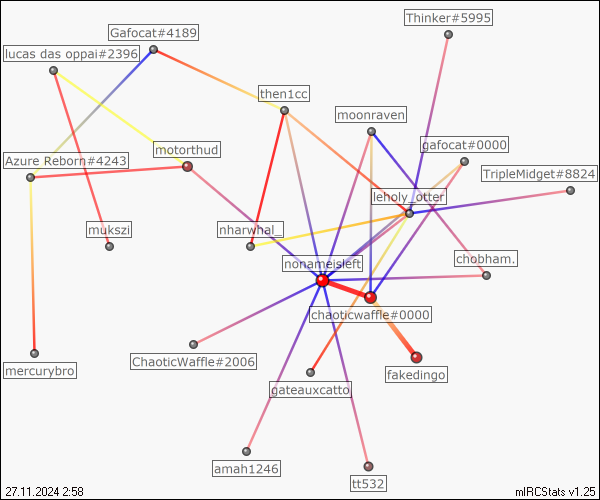 Thinker#5995
Gafocat#4189
lucas das oppai#2396
then1cc
moonraven
gafocat#0000
motorthud
Azure Reborn#4243
TripleMidget#8824
leholy_otter
mukszi
nharwhal_
chobham.
nonameisleft
chaoticwaffle#0000
ChaoticWaffle#2006
mercurybro
fakedingo
gateauxcatto
amah1246
tt532
27.11.2024 2:58
mIRCStats v1.25